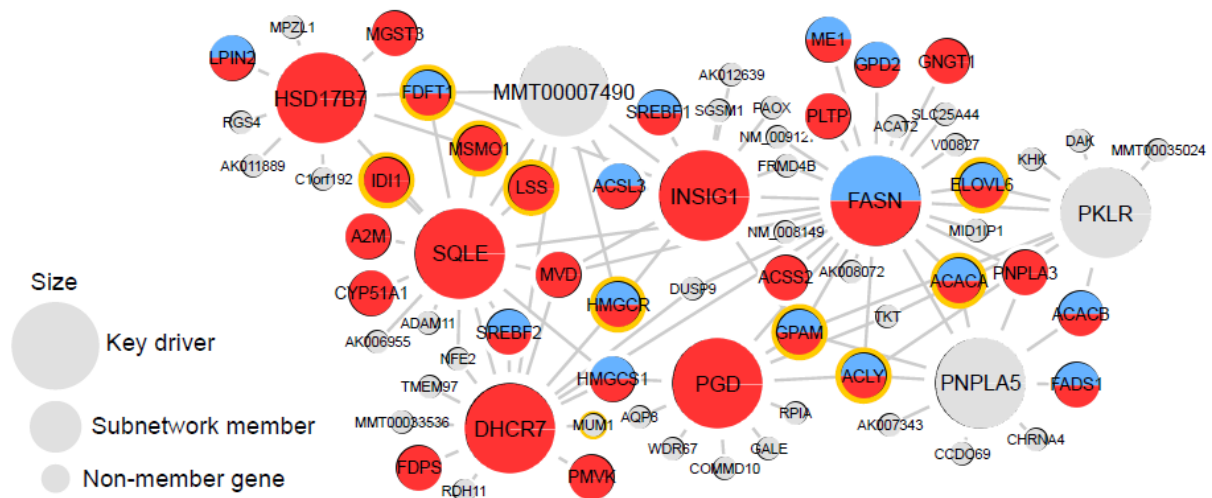 MPZL1
MGST3
LPIN2
HSD17B7
FDFT1
MMT00007490
RGS4
AK011889
C1orf192
MSMO1
IDI1
LSS
ACSL3
SREBF1
AK012639
SGSM1
PAOX
NM_00912
FRMD4B
INSIG1
ME1
GPD2
GNGT1
PLTP
ACAT2
SLC25A44
V00827
FASN
ELOVL6
KHK
DAK
MMT00035024
PKLR
MID1IP1
NM_008149
A2M
SQLE
MVD
CYP51A1
ADAM11
AK006955
HMGCR
DUSP9
ACSS2
AK008072
ACACA
PNPLA3
ACACB
TKT
GPAM
SREBF2
NFE2
TMEM97
HMGCS1
PGD
ACLY
PNPLA5
FADS1
MMT00033536
DHCR7
MUM1
AQP8
RPIA
WDR67
GALE
COMMD10
AK007343
CCDC69
CHRNA4
FDPS
RDH11
PMVK
Size
Key driver
Subnetwork member
Non-member gene